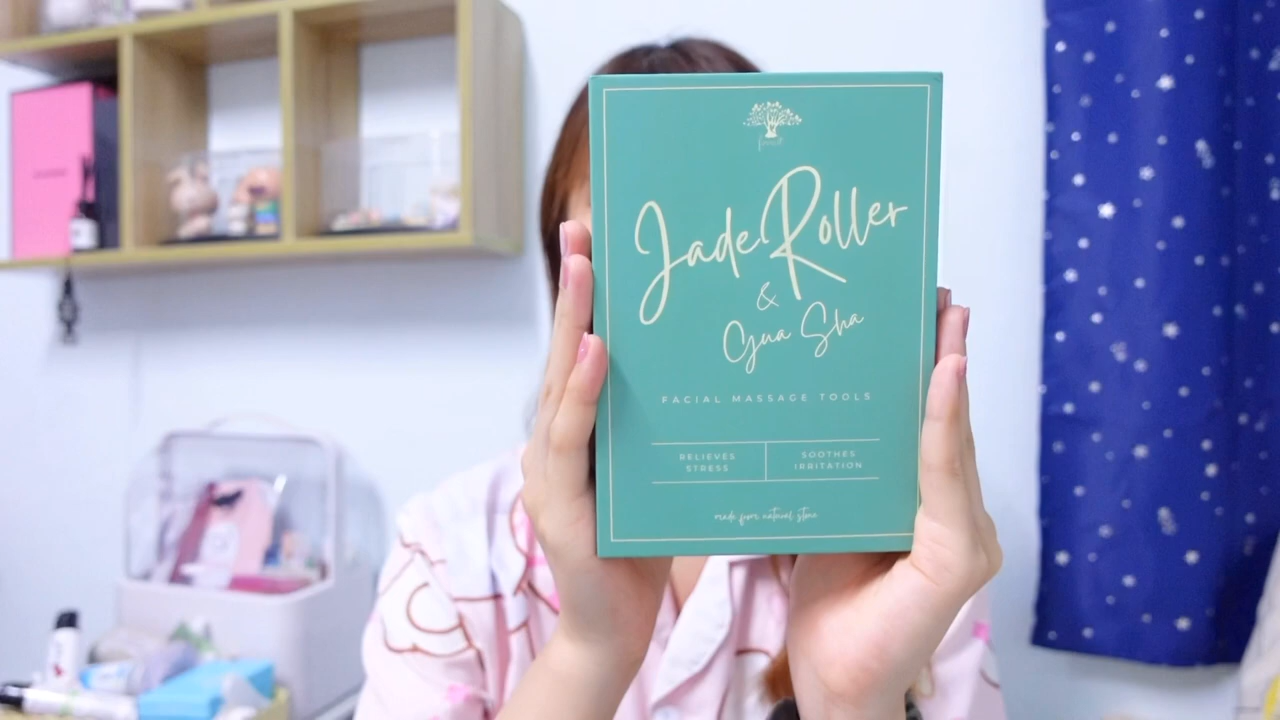 Jade Roller
&
Gua Sha
FACIAL MASSAGE TOOLS
RELIEVES
STRESS
SOOTHES
IRRITATION
made from natural stone